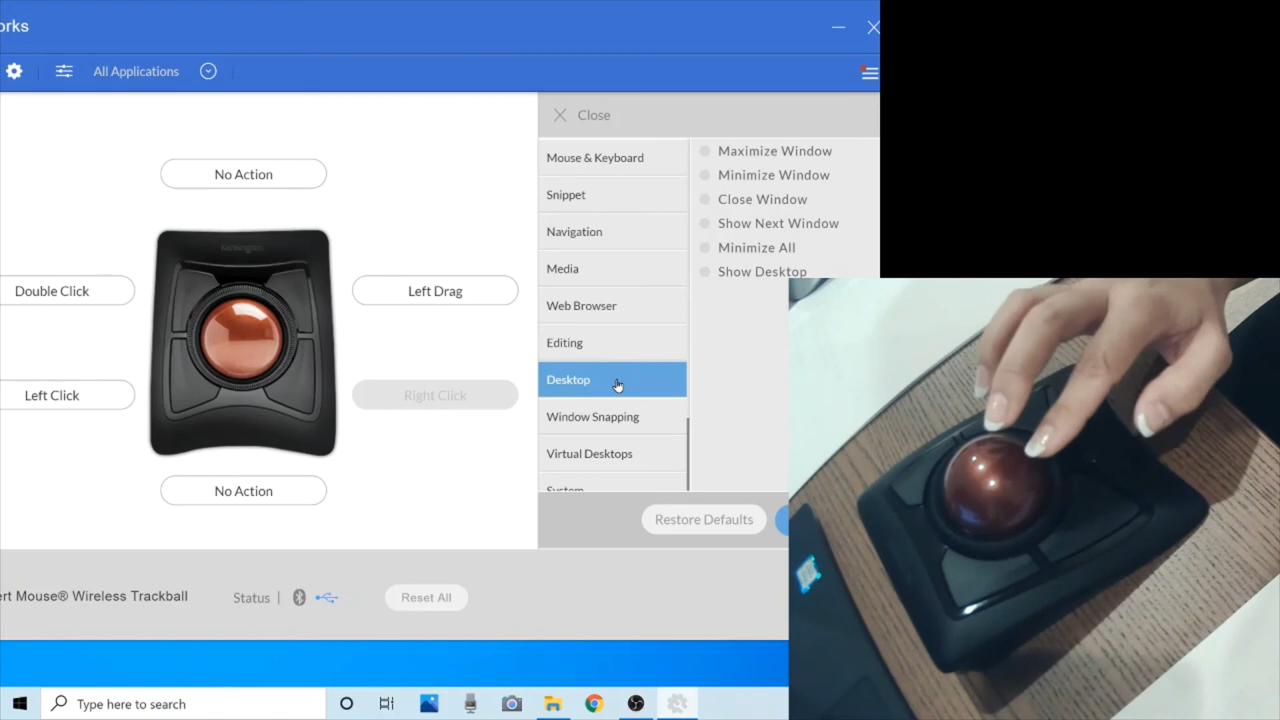 orks
All Applications
Close
No Action
Kensington
Double Click
Left Drag
Left Click
Right Click
No Action
Mouse & Keyboard
Snippet
Navigation
Media
Web Browser
Editing
Desktop
Window Snapping
Virtual Desktops
System
Maximize Window
Minimize Window
Close Window
Show Next Window
Minimize All
Show Desktop
Restore Defaults
ert Mouse® Wireless Trackball
Status |
Reset All
Type here to search